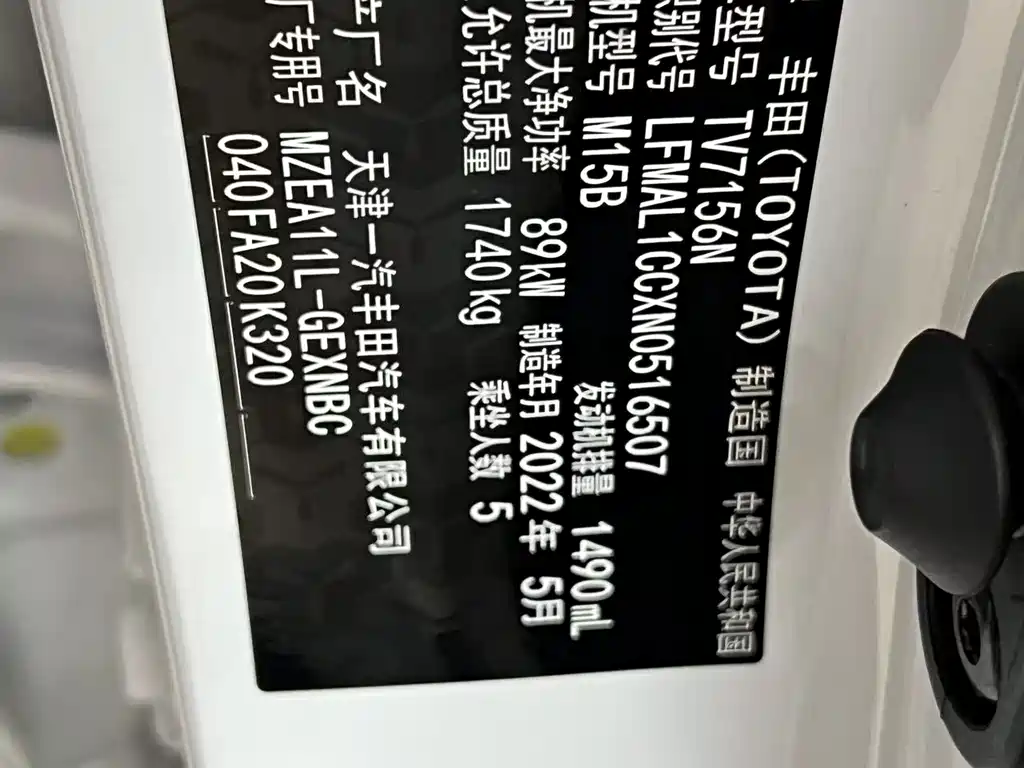 丰田(TOYOTA) 制造国 中华人民共和国
型号 TV7156N
识别代号 LFMAL1CCXN0516507
机型号 M15B 发动机排量 1490mL
机最大净功率 89kW 制造年月 2022年 5月
允许总质量 1740kg 乘坐人数 5
产厂名 天津一汽丰田汽车有限公司
厂专用号 MZEA11L-GEXNBC
040FA20K320